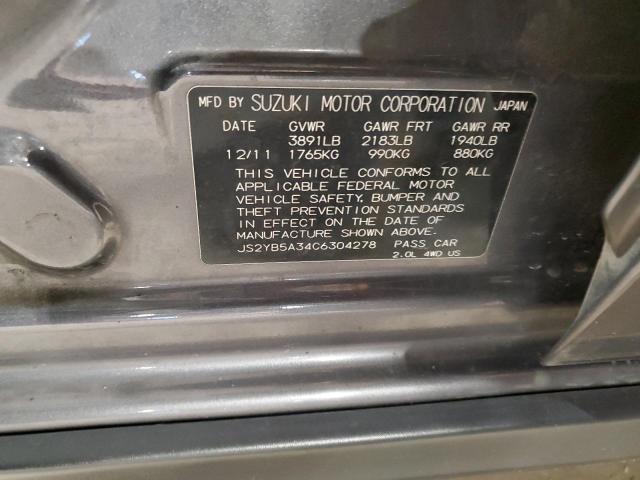 MFD BY SUZUKI MOTOR CORPORATION JAPAN
DATE GVWR GAWR FRT GAWR RR
3891LB 2183LB 1940LB
12/11 1765KG 990KG 880KG
THIS VEHICLE CONFORMS TO ALL
APPLICABLE FEDERAL MOTOR
VEHICLE SAFETY, BUMPER AND
THEFT PREVENTION STANDARDS
IN EFFECT ON THE DATE OF
MANUFACTURE SHOWN ABOVE.
JS2YB5A34C6304278 PASS CAR
2.0L 4WD US